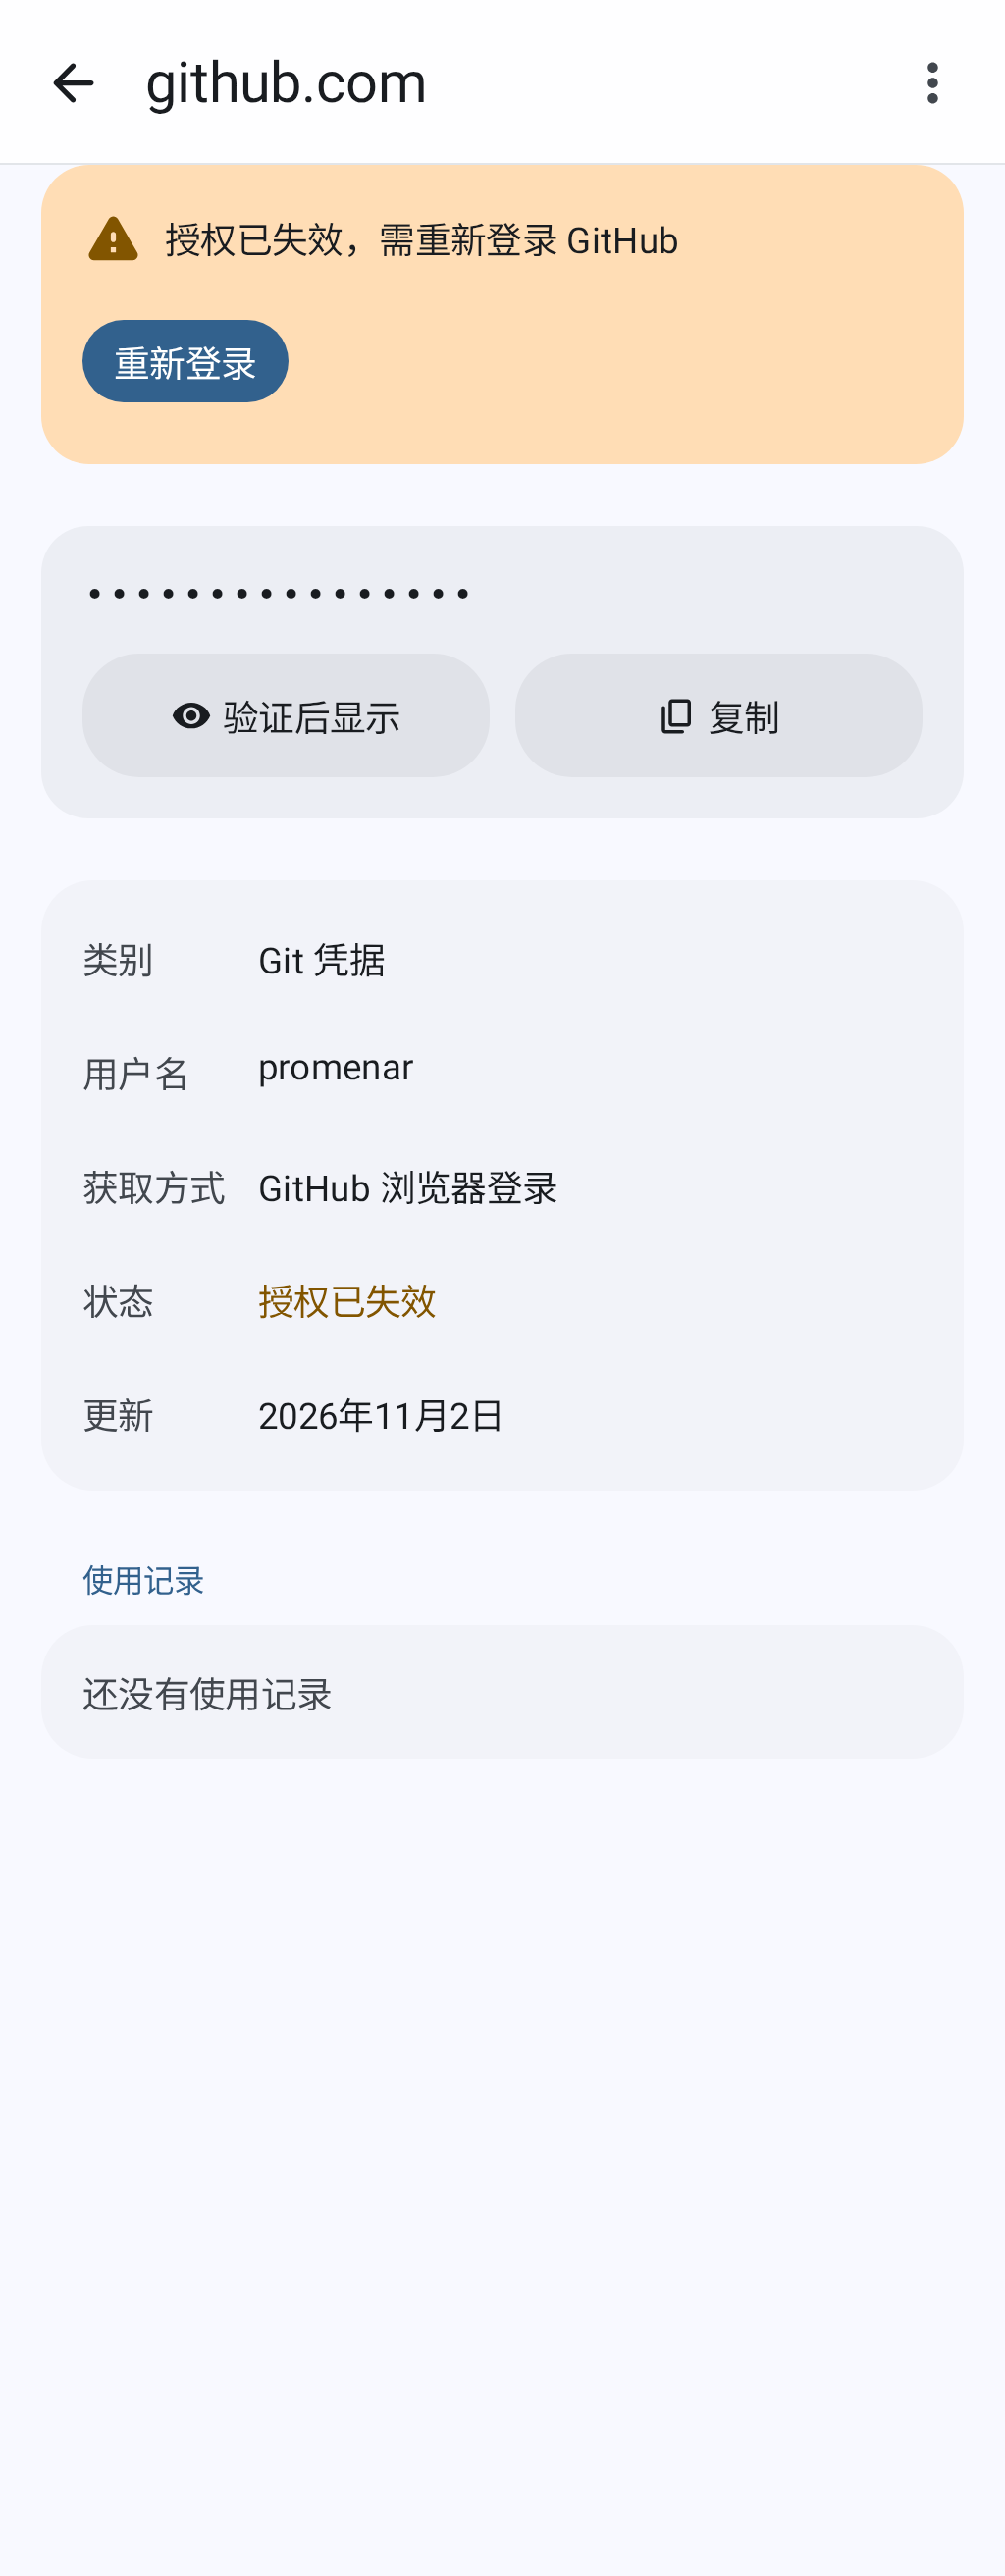 github.com
授权已失效，需重新登录 GitHub
重新登录
••••••••••••••••
验证后显示
复制
类别 Git 凭据
用户名 promenar
获取方式 GitHub 浏览器登录
状态 授权已失效
更新 2026年11月2日
使用记录
还没有使用记录